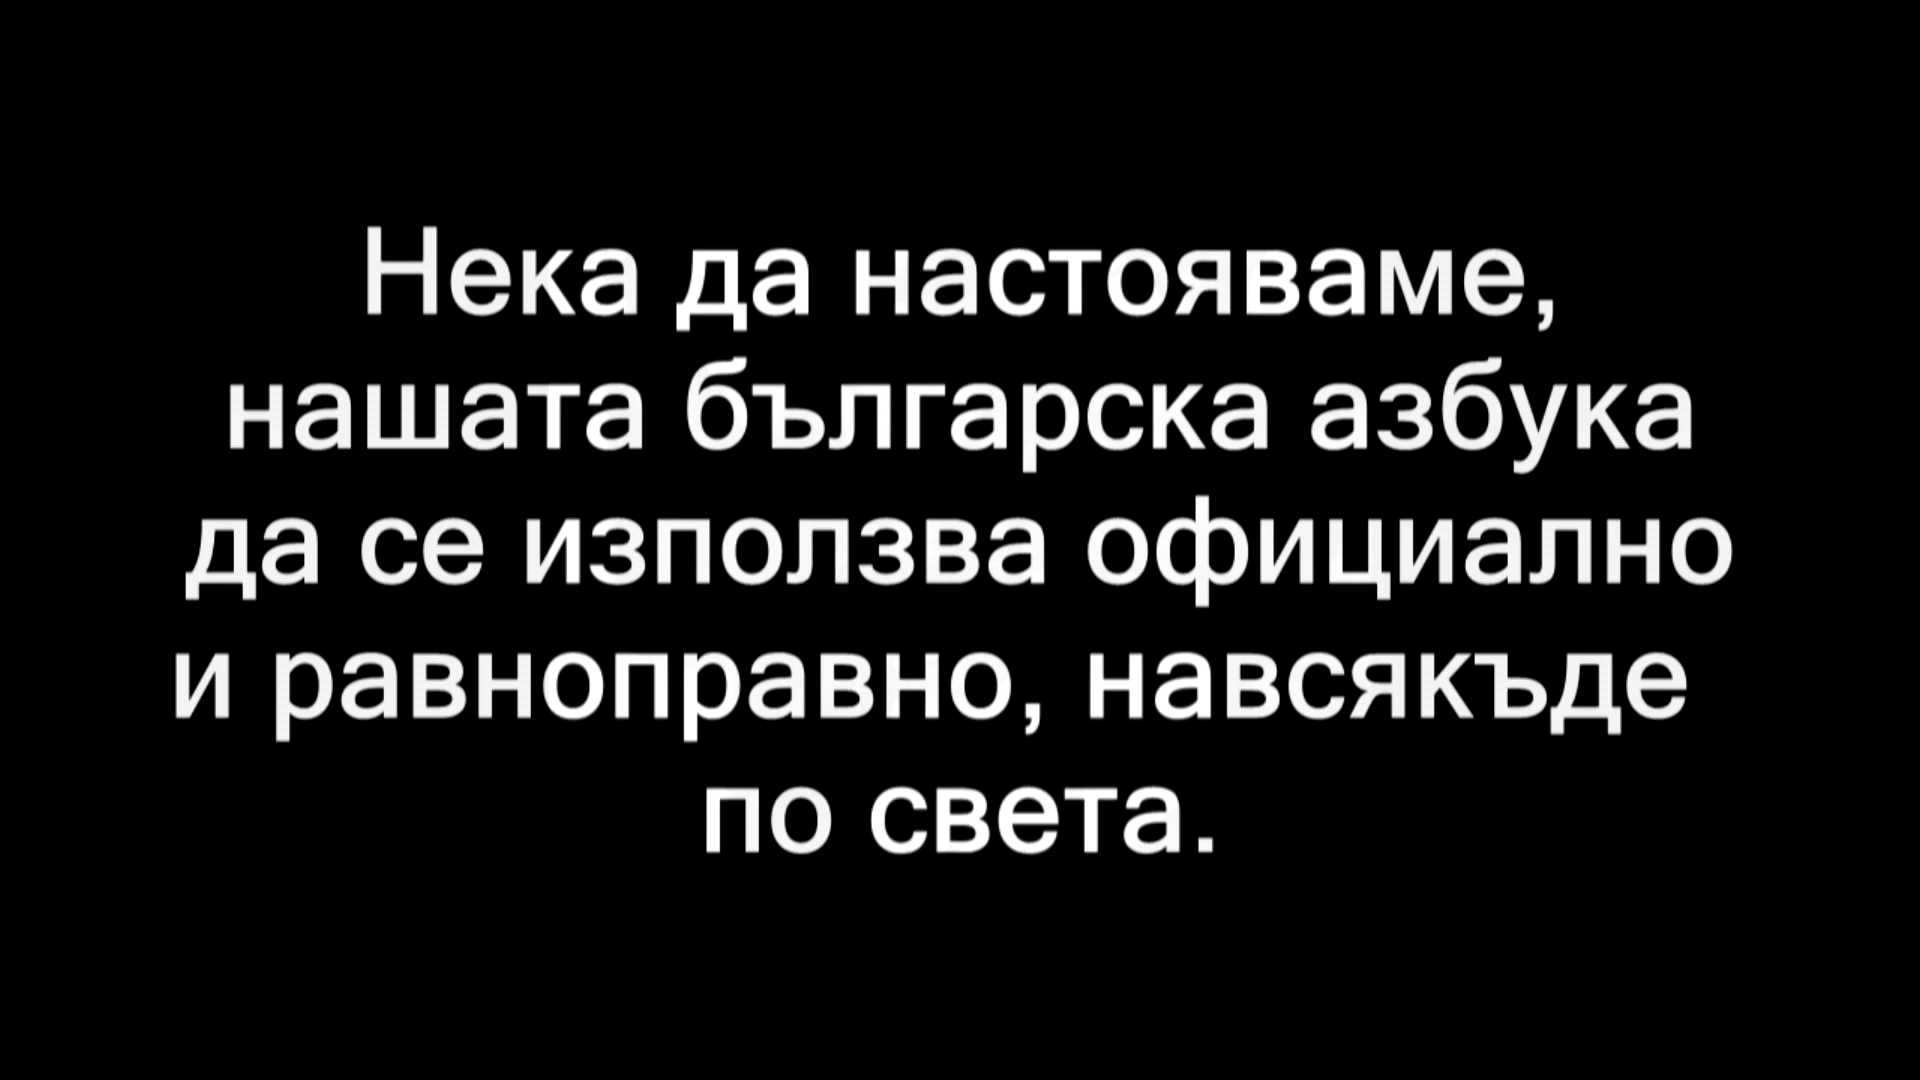 Нека да настояваме,
нашата българска азбука
да се използва официално
и равноправно, навсякъде
по света.